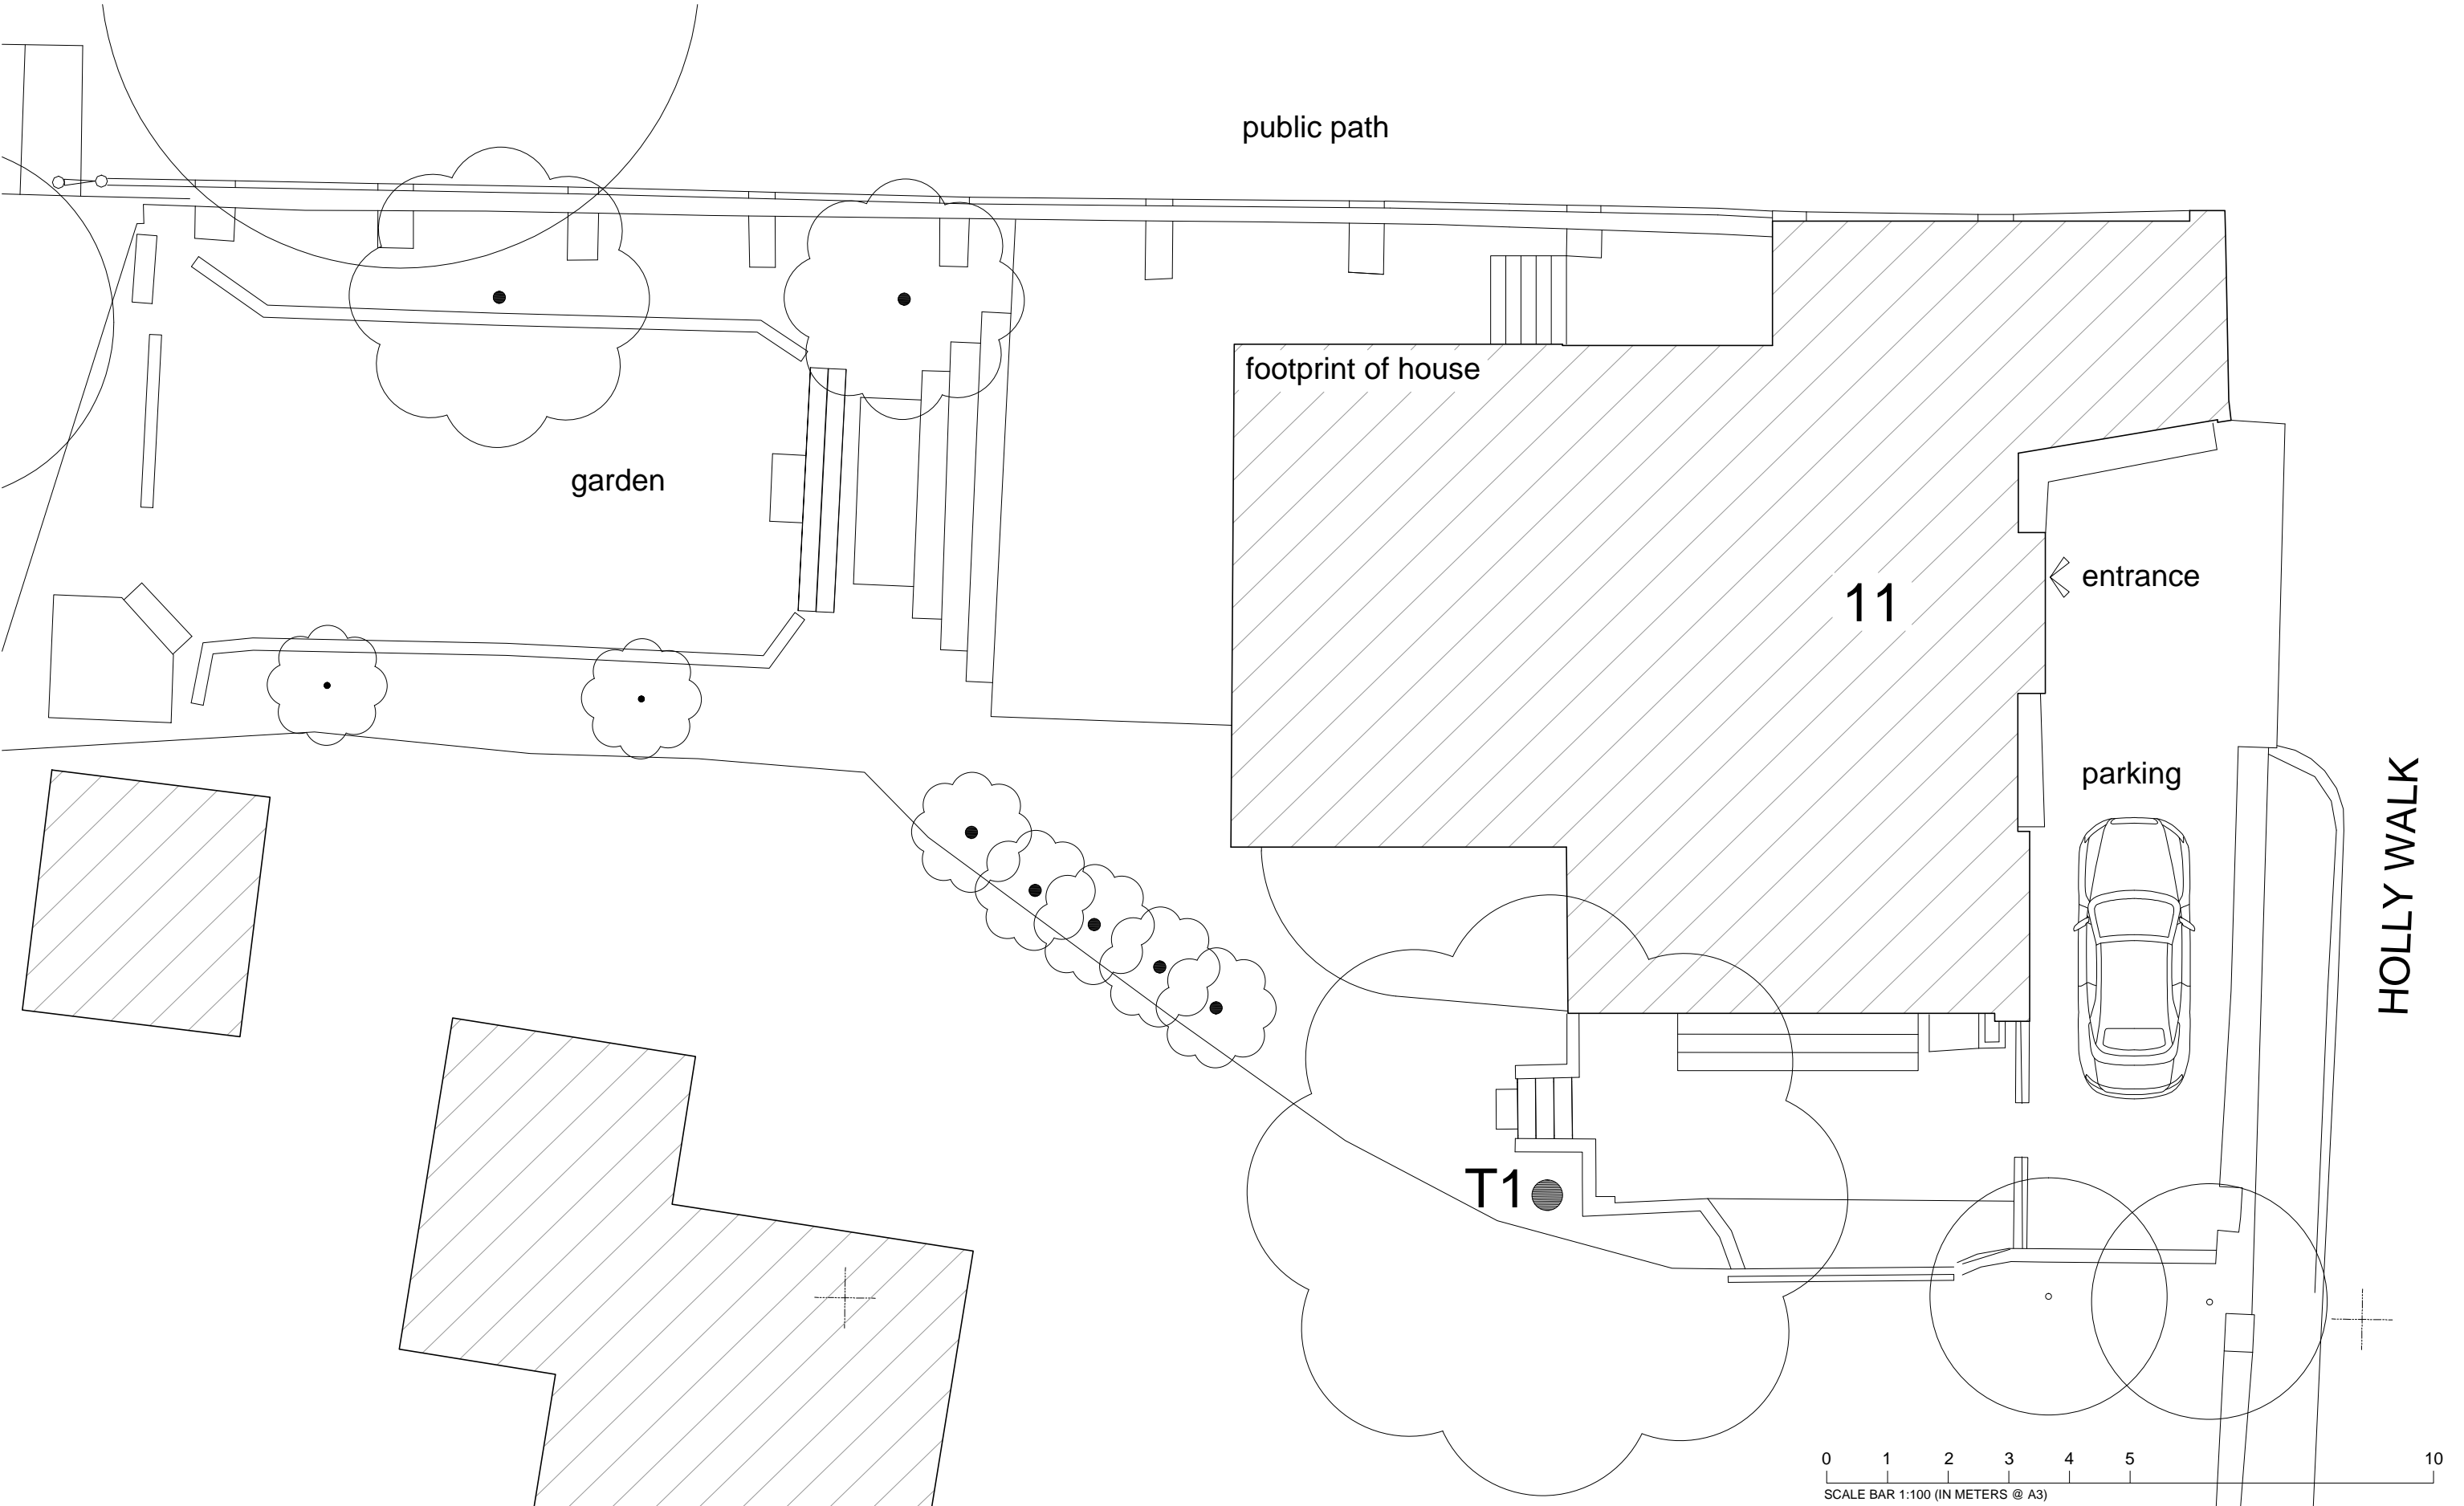 public path
footprint of house
garden
11
entrance
parking
HOLLY WALK
T1
0 1 2 3 4 5 10
SCALE BAR 1:100 (IN METERS @ A3)